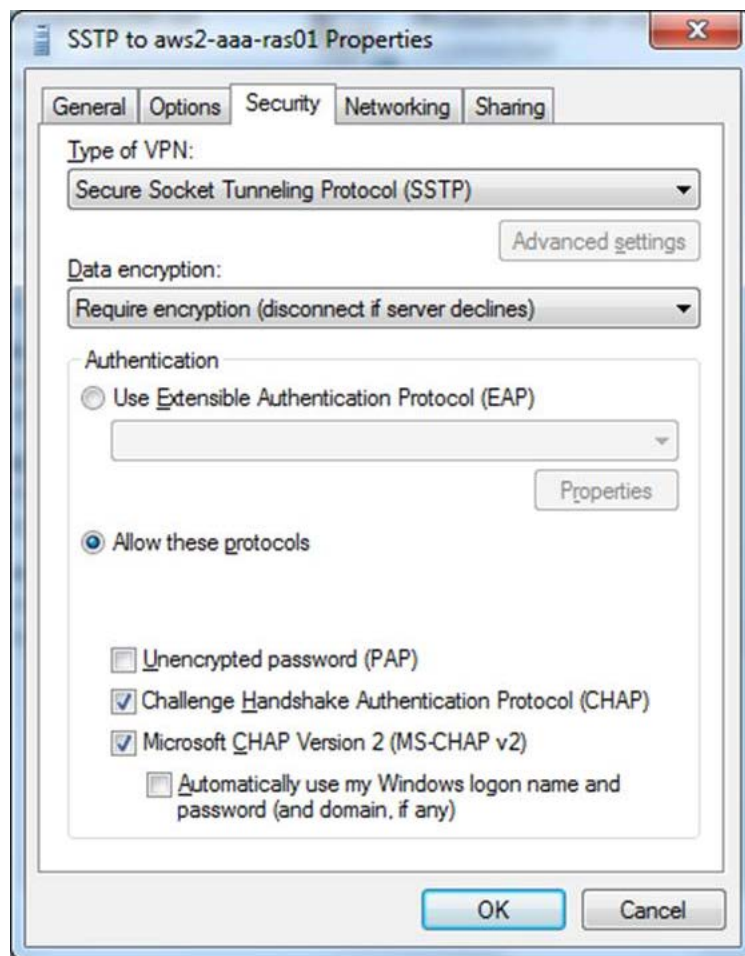 SSTP to aws2-aaa-ras01 Properties
General Options Security Networking Sharing
Type of VPN:
Secure Socket Tunneling Protocol (SSTP)
Advanced settings
Data encryption:
Require encryption (disconnect if server declines)
Authentication
Use Extensible Authentication Protocol (EAP)
Properties
Allow these protocols
Unencrypted password (PAP)
Challenge Handshake Authentication Protocol (CHAP)
Microsoft CHAP Version 2 (MS-CHAP v2)
Automatically use my Windows logon name and
password (and domain, if any)
OK Cancel